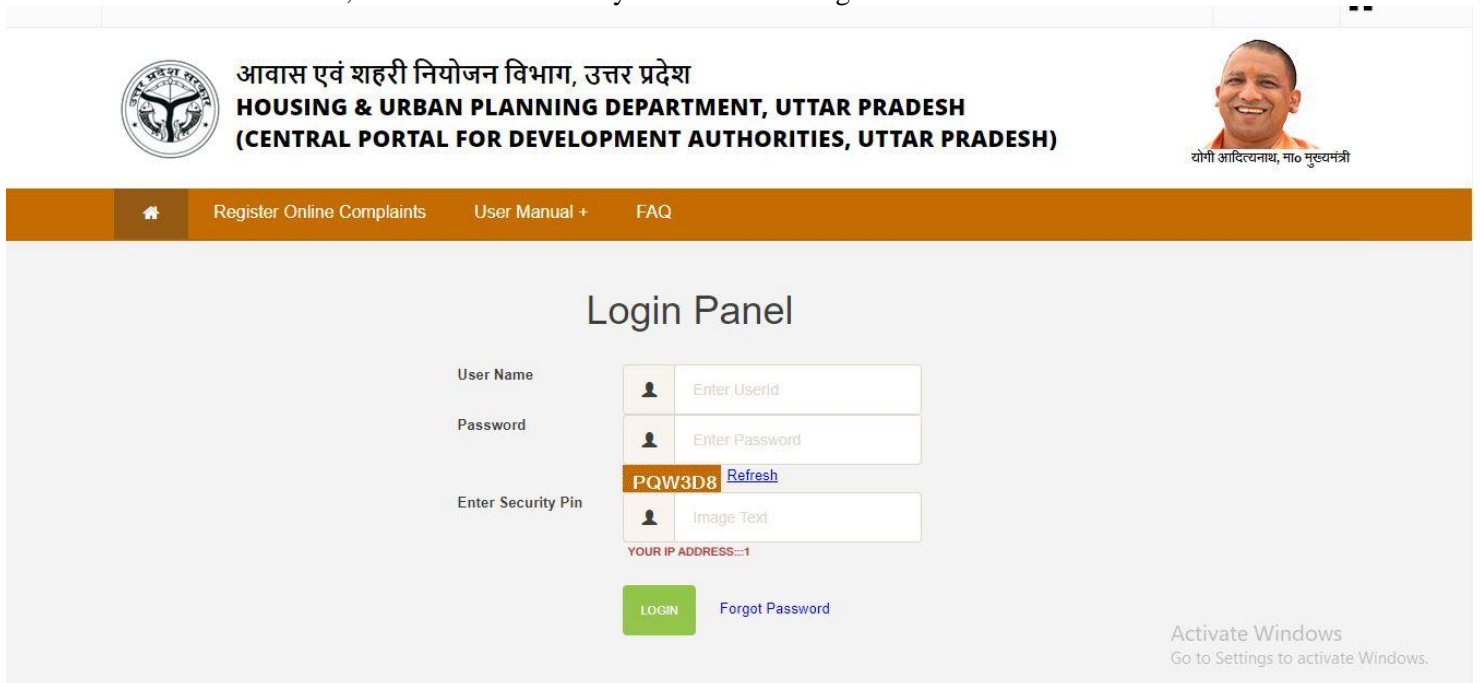 आवास एवं शहरी नियोजन विभाग, उत्तर प्रदेश
HOUSING & URBAN PLANNING DEPARTMENT, UTTAR PRADESH
(CENTRAL PORTAL FOR DEVELOPMENT AUTHORITIES, UTTAR PRADESH)
योगी आदित्यनाथ, मा० मुख्यमंत्री
Register Online Complaints User Manual + FAQ
Login Panel
User Name Enter UserId
Password Enter Password
PQW3D8 Refresh
Enter Security Pin Image Text
YOUR IP ADDRESS:::1
LOGIN Forgot Password
Activate Windows
Go to Settings to activate Windows.